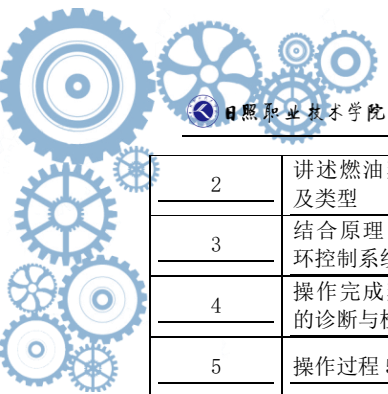 日照职业技术学院
2
讲述燃油
及类型
3
结合原理
环控制系统
4
操作完成
的诊断与
5
操作过程